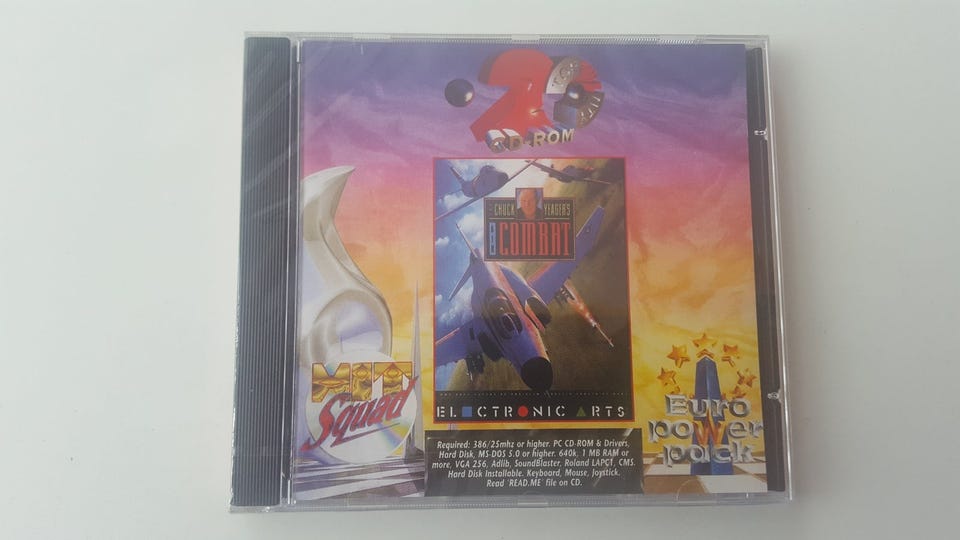 CD-ROM
CHUCK YEAGER'S
AIR COMBAT
ELECTRONIC ARTS
HIT
Squad
Euro
power
pack
Required: 386/25mhz or higher. PC CD-ROM & Drivers,
Hard Disk, MS-DOS 5.0 or higher. 640k, 1 MB RAM or
more, VGA 256, Adlib, SoundBlaster, Roland LAPC1, CMS.
Hard Disk Installable. Keyboard, Mouse, Joystick.
Read 'READ.ME' file on CD.